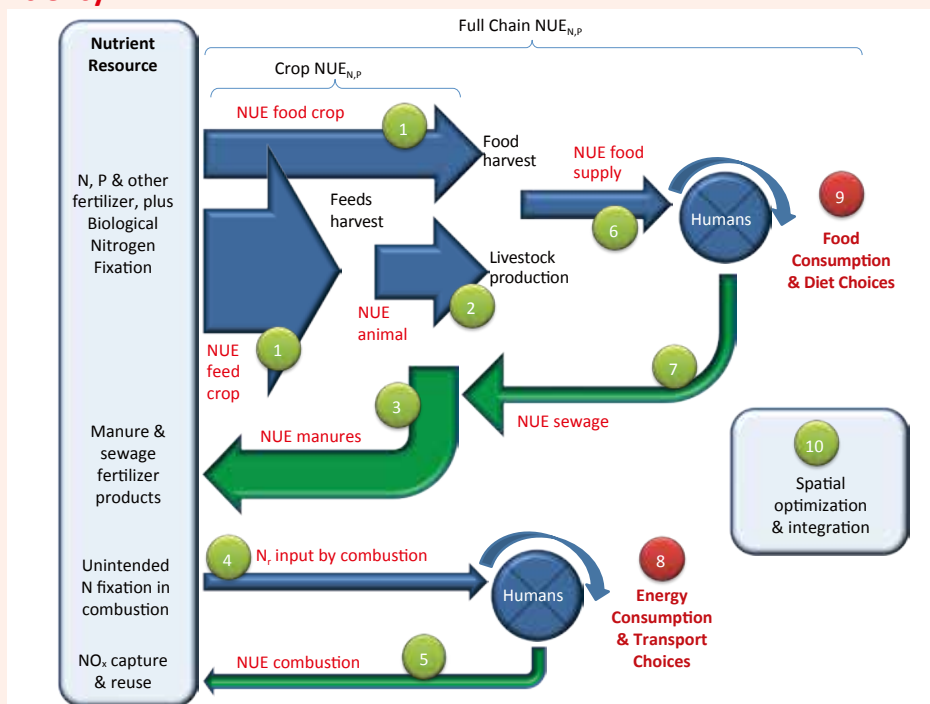 Full Chain NUEN,P
Nutrient
Resource
Crop NUEN,P
NUE food crop
1
Food
harvest
NUE food
supply
N, P & other
fertilizer, plus
Biological
Nitrogen
Fixation
Feeds
harvest
6
Humans
9
Food
Consumption
& Diet Choices
Livestock
production
2
NUE
animal
1
NUE
feed
crop
7
3
NUE sewage
NUE manures
Manure &
sewage
fertilizer
products
10
Spatial
optimization
& integration
4
Nr input by combustion
Unintended
N fixation in
combustion
Humans
8
Energy
Consumption
& Transport
Choices
NOx capture
& reuse
NUE combustion
5